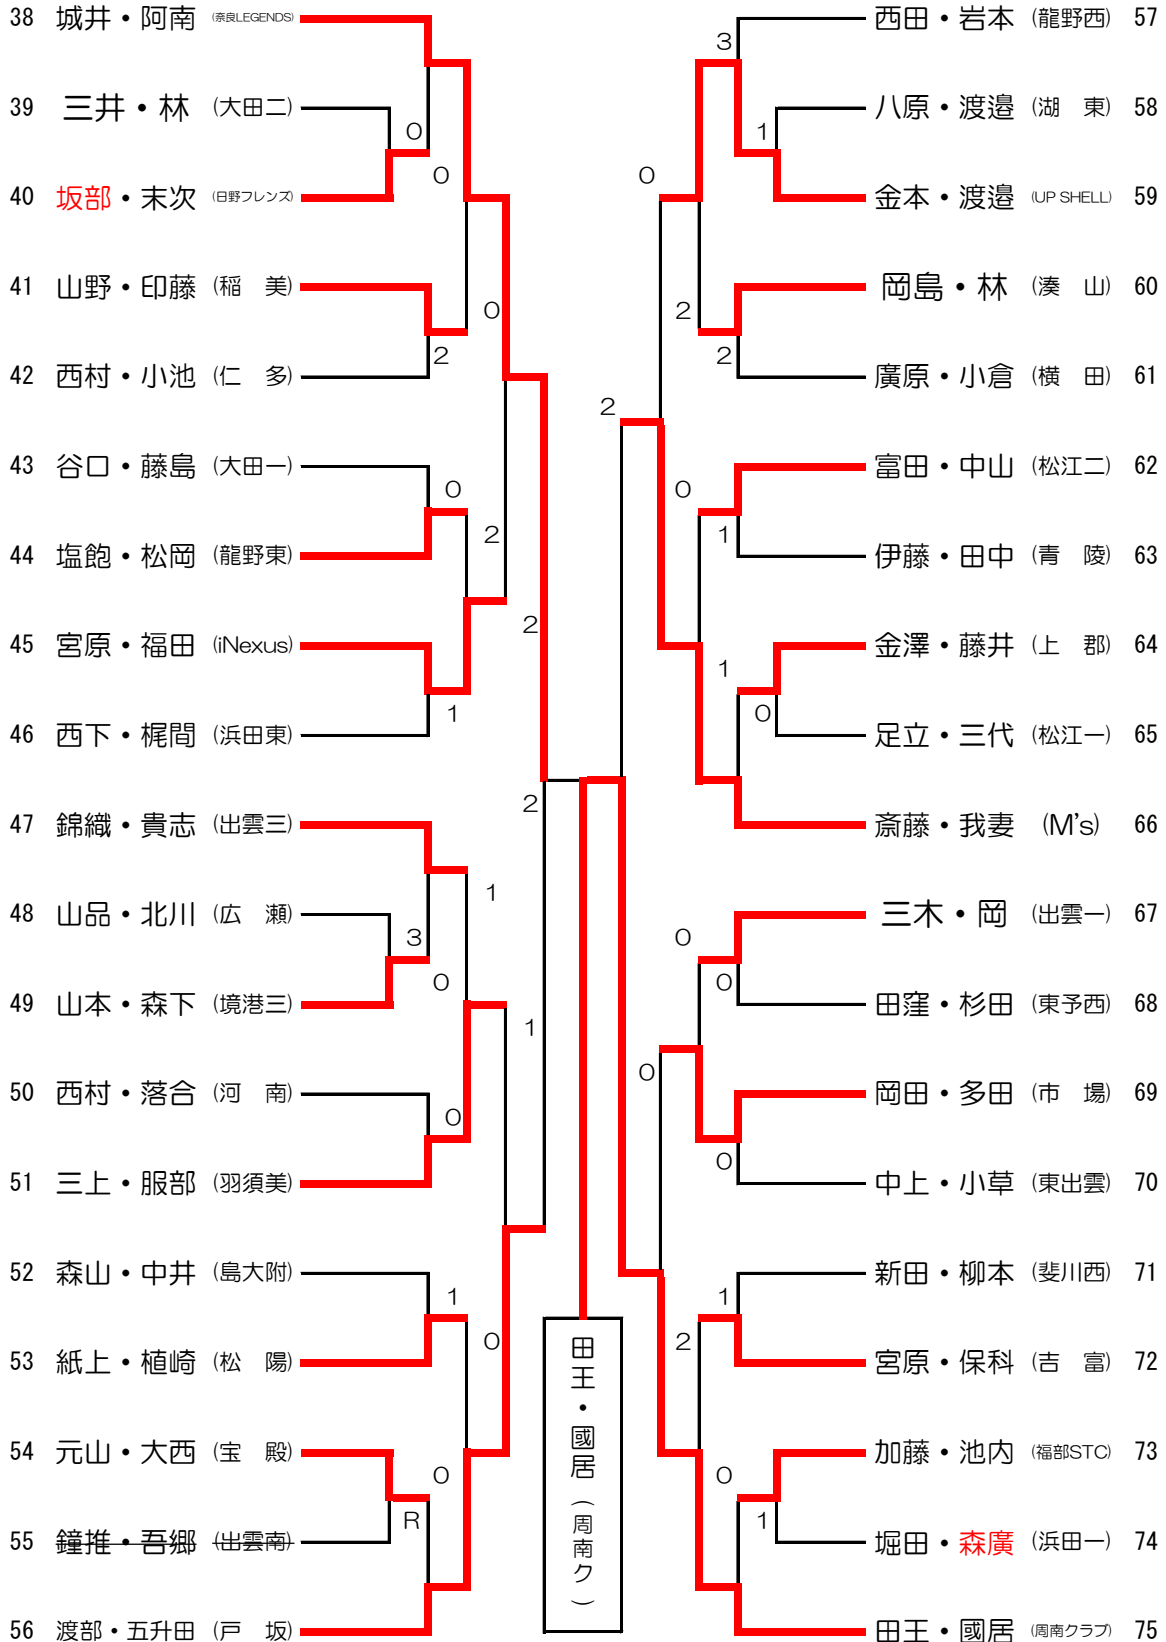 38 城井・阿南 (奈良LEGENDS)
39 三井・林 (大田二)
40 坂部・末次 (日野フレンズ)
41 山野・印藤 (稲　美)
42 西村・小池 (仁　多)
43 谷口・藤島 (大田一)
44 塩飽・松岡 (龍野東)
45 宮原・福田 (iNexus)
46 西下・梶間 (浜田東)
47 錦織・貴志 (出雲三)
48 山品・北川 (広　瀬)
49 山本・森下 (境港三)
50 西村・落合 (河　南)
51 三上・服部 (羽須美)
52 森山・中井 (島大附)
53 紙上・植崎 (松　陽)
54 元山・大西 (宝　殿)
55 鐘推・吾郷 (出雲南)
56 渡部・五升田 (戸　坂)
0
0
2
0
0
2
1
2
2
1
3
0
1
0
1
0
0
R
田王・國居（周南ク）
3
1
0
2
2
2
0
1
1
0
0
0
0
0
1
2
0
1
西田・岩本 (龍野西) 57
八原・渡邉 (湖　東) 58
金本・渡邉 (UP SHELL) 59
岡島・林 (湊　山) 60
廣原・小倉 (横　田) 61
富田・中山 (松江二) 62
伊藤・田中 (青　陵) 63
金澤・藤井 (上　郡) 64
足立・三代 (松江一) 65
斎藤・我妻 (M's) 66
三木・岡 (出雲一) 67
田窪・杉田 (東予西) 68
岡田・多田 (市　場) 69
中上・小草 (東出雲) 70
新田・柳本 (斐川西) 71
宮原・保科 (吉　富) 72
加藤・池内 (福部STC) 73
堀田・森廣 (浜田一) 74
田王・國居 (周南クラブ) 75